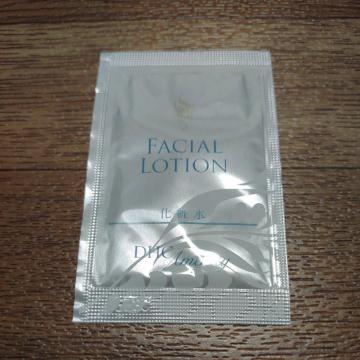 FACIAL
LOTION
化粧水
DHC